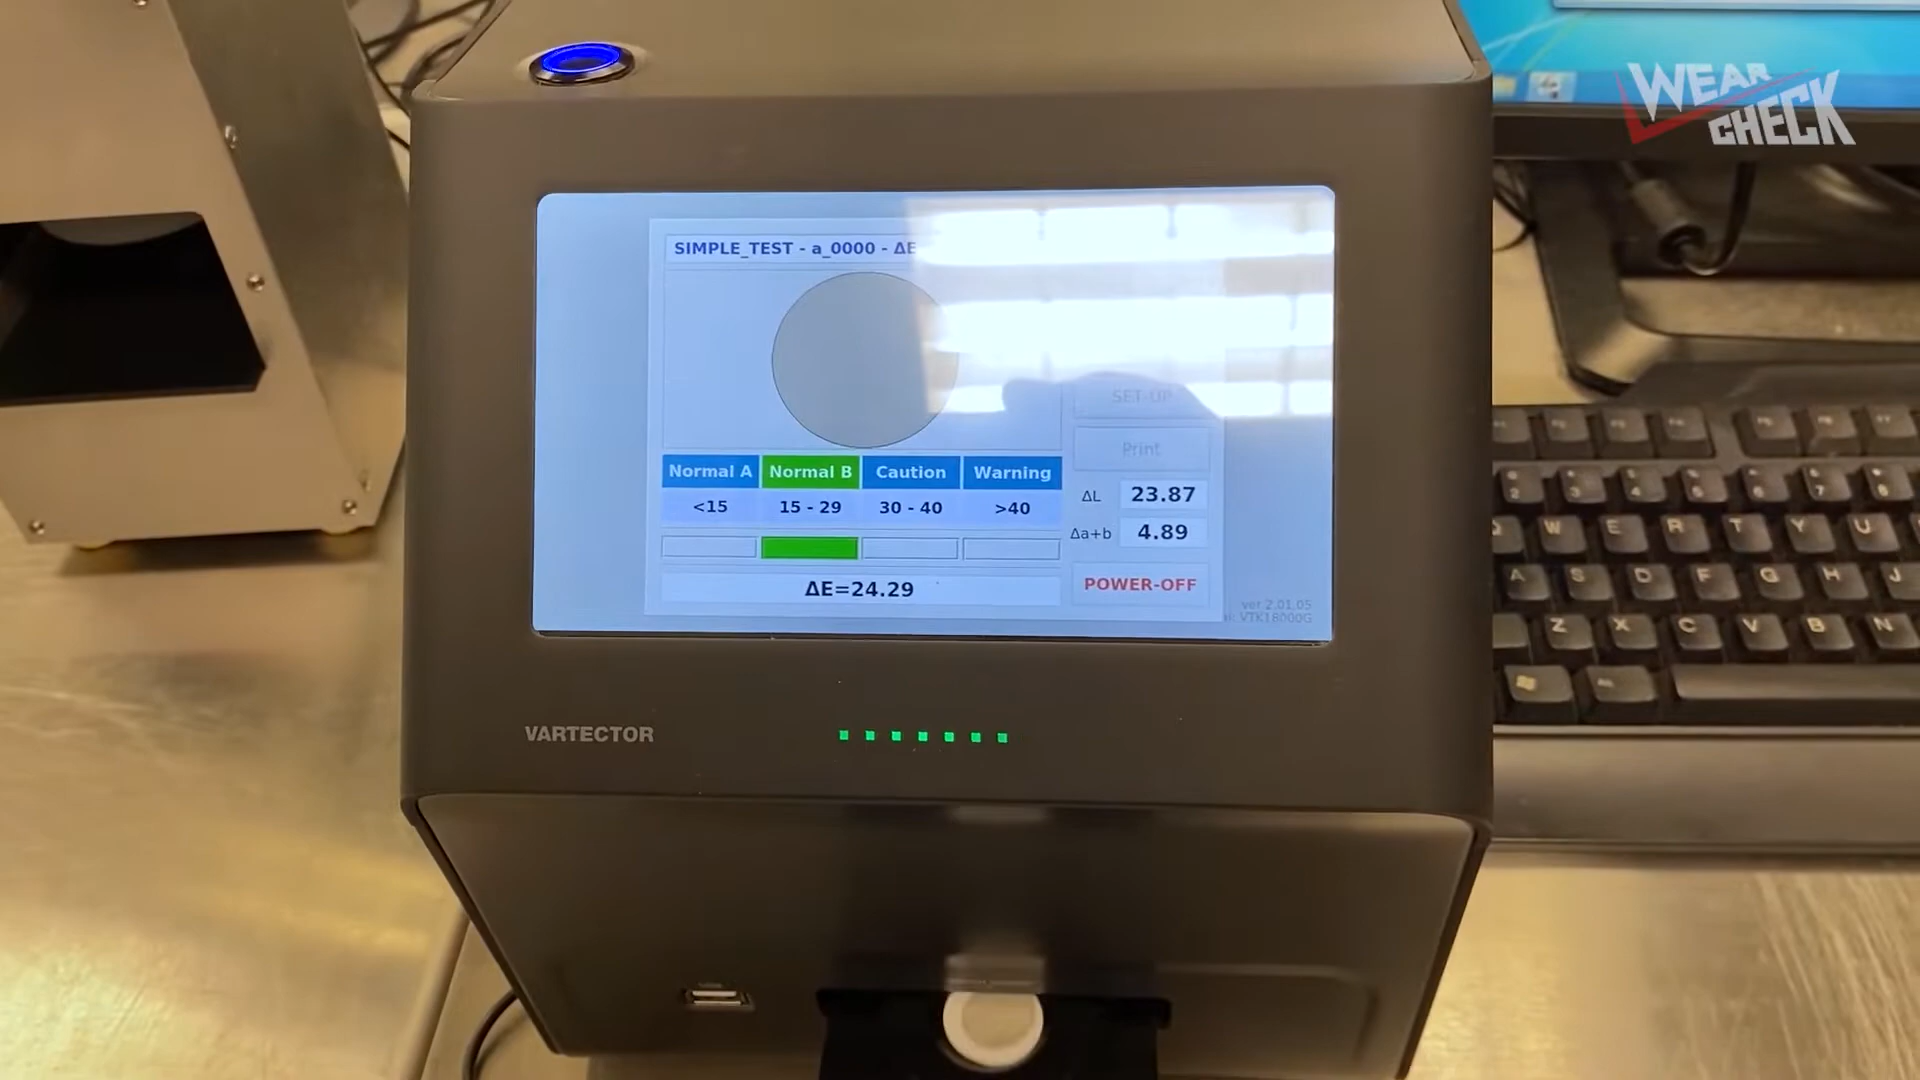 WEAR
CHECK
SIMPLE_TEST - a_0000 - ΔE
SET-UP
Print
Normal A Normal B Caution Warning
<15 15 - 29 30 - 40 >40
ΔL 23.87
Δa+b 4.89
ΔE=24.29
POWER-OFF
ver 2.01.05
VTK18000G
VARTECTOR
W E R T Y U
A S D F G H J
Z X C V B N